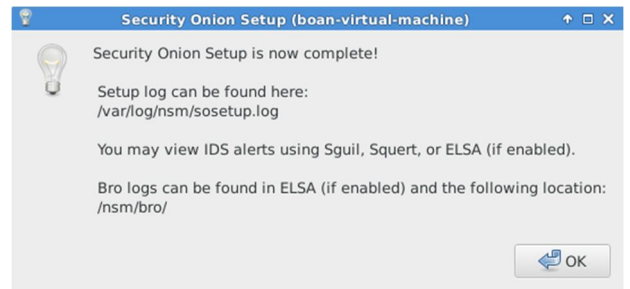 Security Onion Setup (boan-virtual-machine)
Security Onion Setup is now complete!
Setup log can be found here:
/var/log/nsm/sosetup.log
You may view IDS alerts using Sguil, Squert, or ELSA (if enabled).
Bro logs can be found in ELSA (if enabled) and the following location:
/nsm/bro/
OK